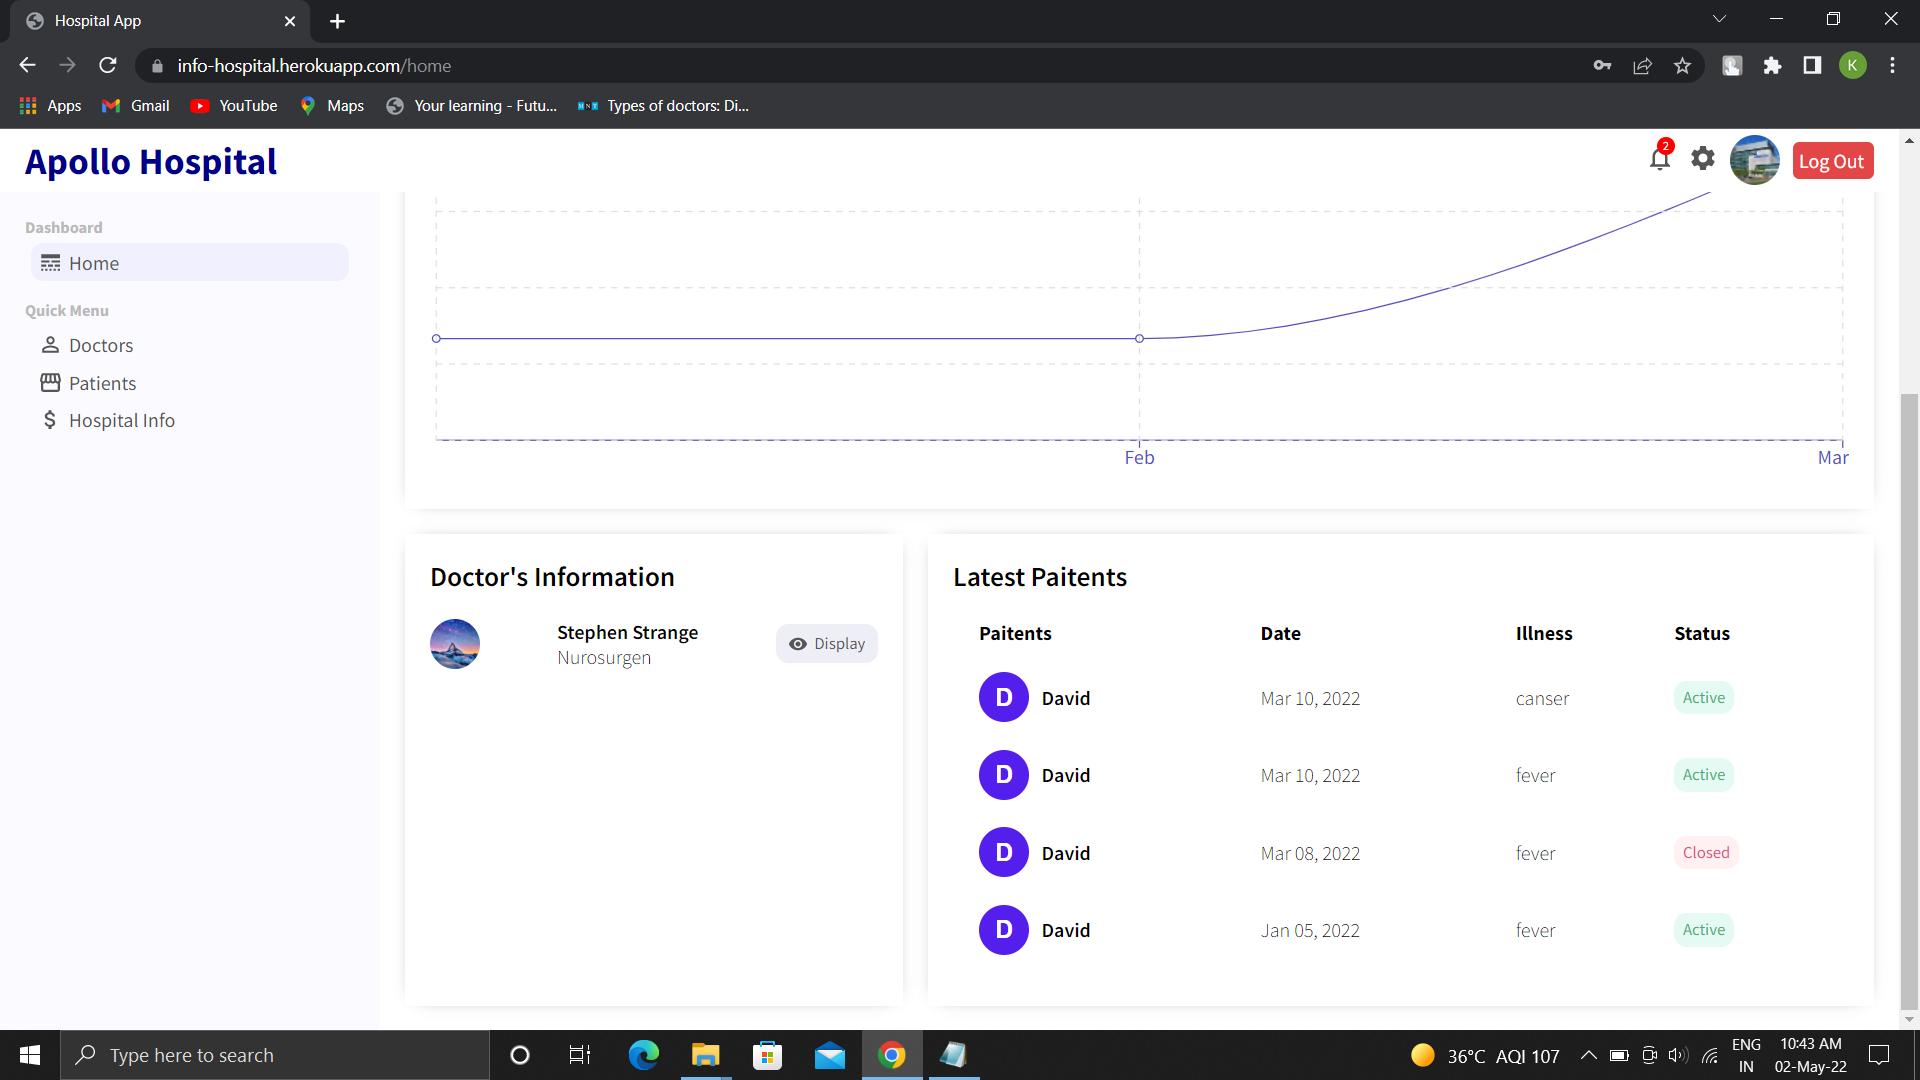 Hospital App
info-hospital.herokuapp.com/home
K
Apps
Gmail
YouTube
Maps
Your learning - Futu...
MNT
Types of doctors: Di...
Apollo Hospital
2
Log Out
Dashboard
Home
Quick Menu
Doctors
Patients
Hospital Info
Feb
Mar
Doctor's Information
Stephen Strange
Nurosurgen
Display
Latest Paitents
Paitents Date Illness Status
D David Mar 10, 2022 canser Active
D David Mar 10, 2022 fever Active
D David Mar 08, 2022 fever Closed
D David Jan 05, 2022 fever Active
Type here to search
36°C AQI 107
ENG
IN
10:43 AM
02-May-22